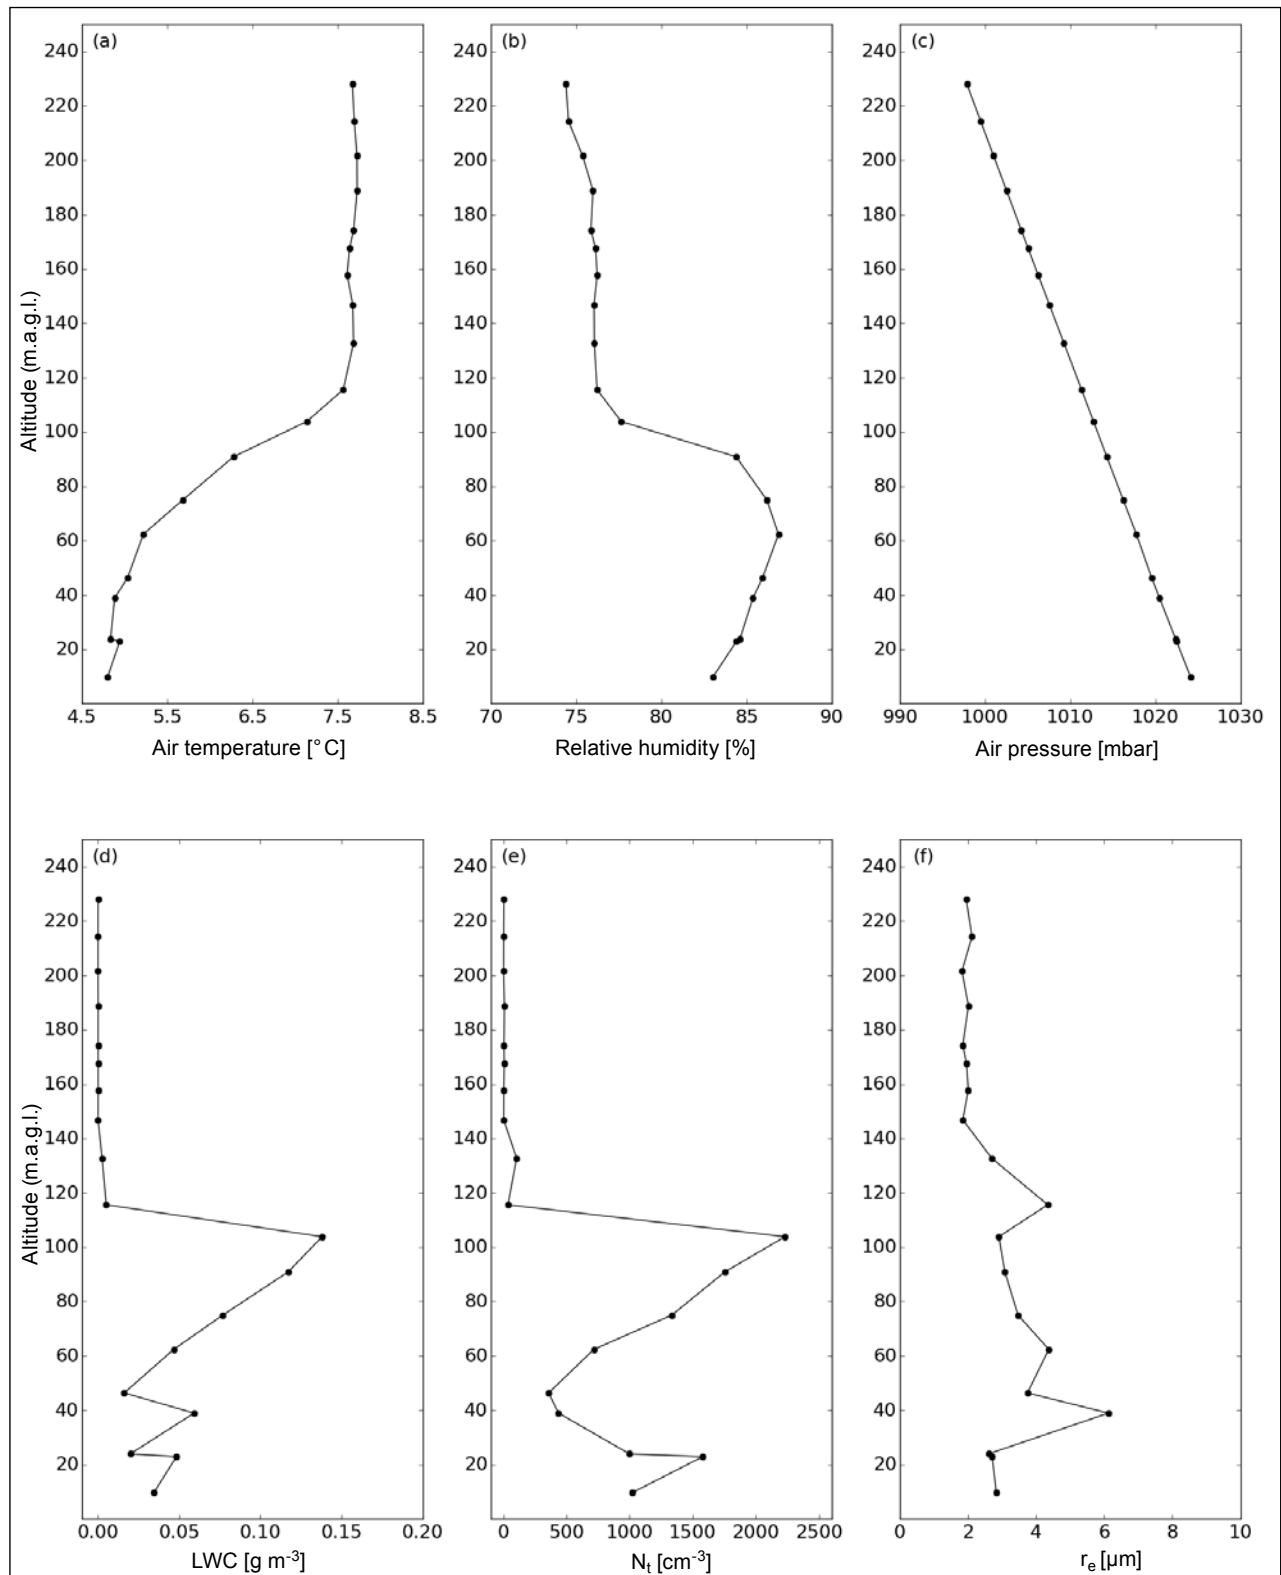 (a) (b) (c)
240 240 240
220 220 220
200 200 200
180 180 180
160 160 160
140 140 140
120 120 120
100 100 100
80 80 80
60 60 60
40 40 40
20 20 20
Altitude (m.a.g.l.)
4.5 5.5 6.5 7.5 8.5 70 75 80 85 90 990 1000 1010 1020 1030
Air temperature [°C] Relative humidity [%] Air pressure [mbar]
(d) (e) (f)
240 240 240
220 220 220
200 200 200
180 180 180
160 160 160
140 140 140
120 120 120
100 100 100
80 80 80
60 60 60
40 40 40
20 20 20
Altitude (m.a.g.l.)
0.00 0.05 0.10 0.15 0.20 0 500 1000 1500 2000 2500 0 2 4 6 8 10
LWC [g m⁻³] Nₜ [cm⁻³] rₑ [µm]